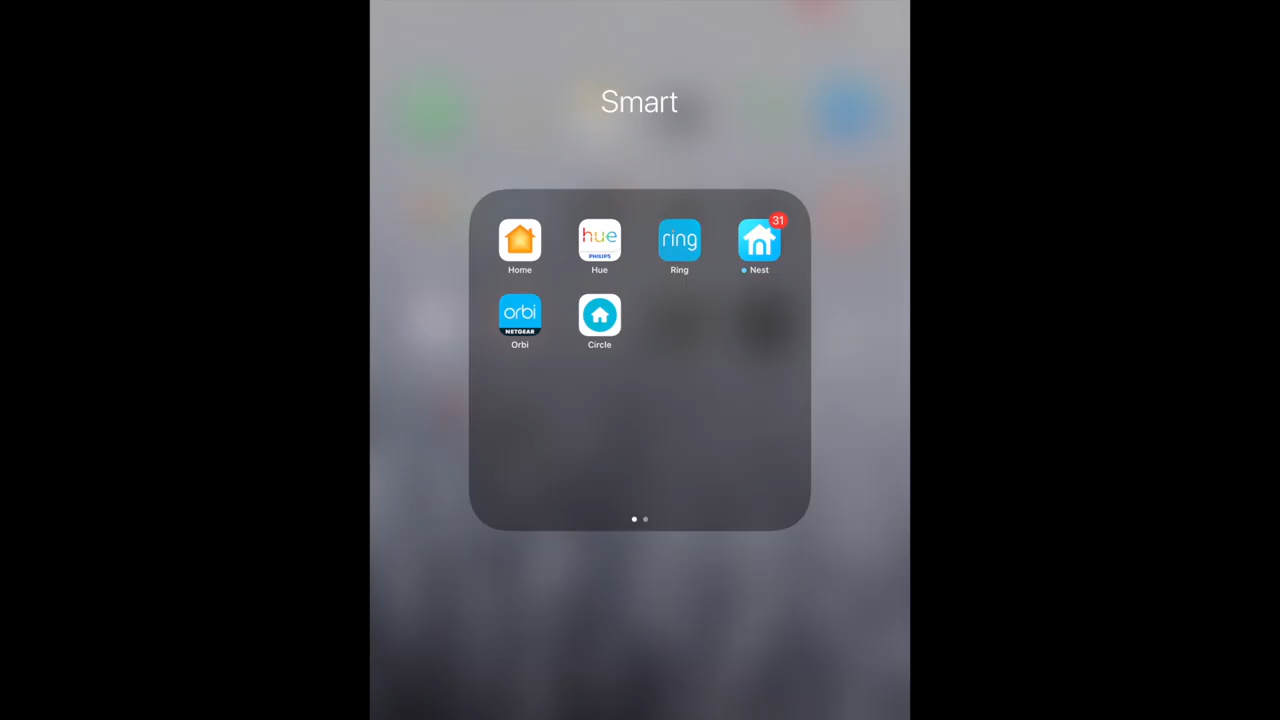 Smart
31
hue
PHILIPS
ring
Home
Hue
Ring
Nest
orbi
NETGEAR
Orbi
Circle